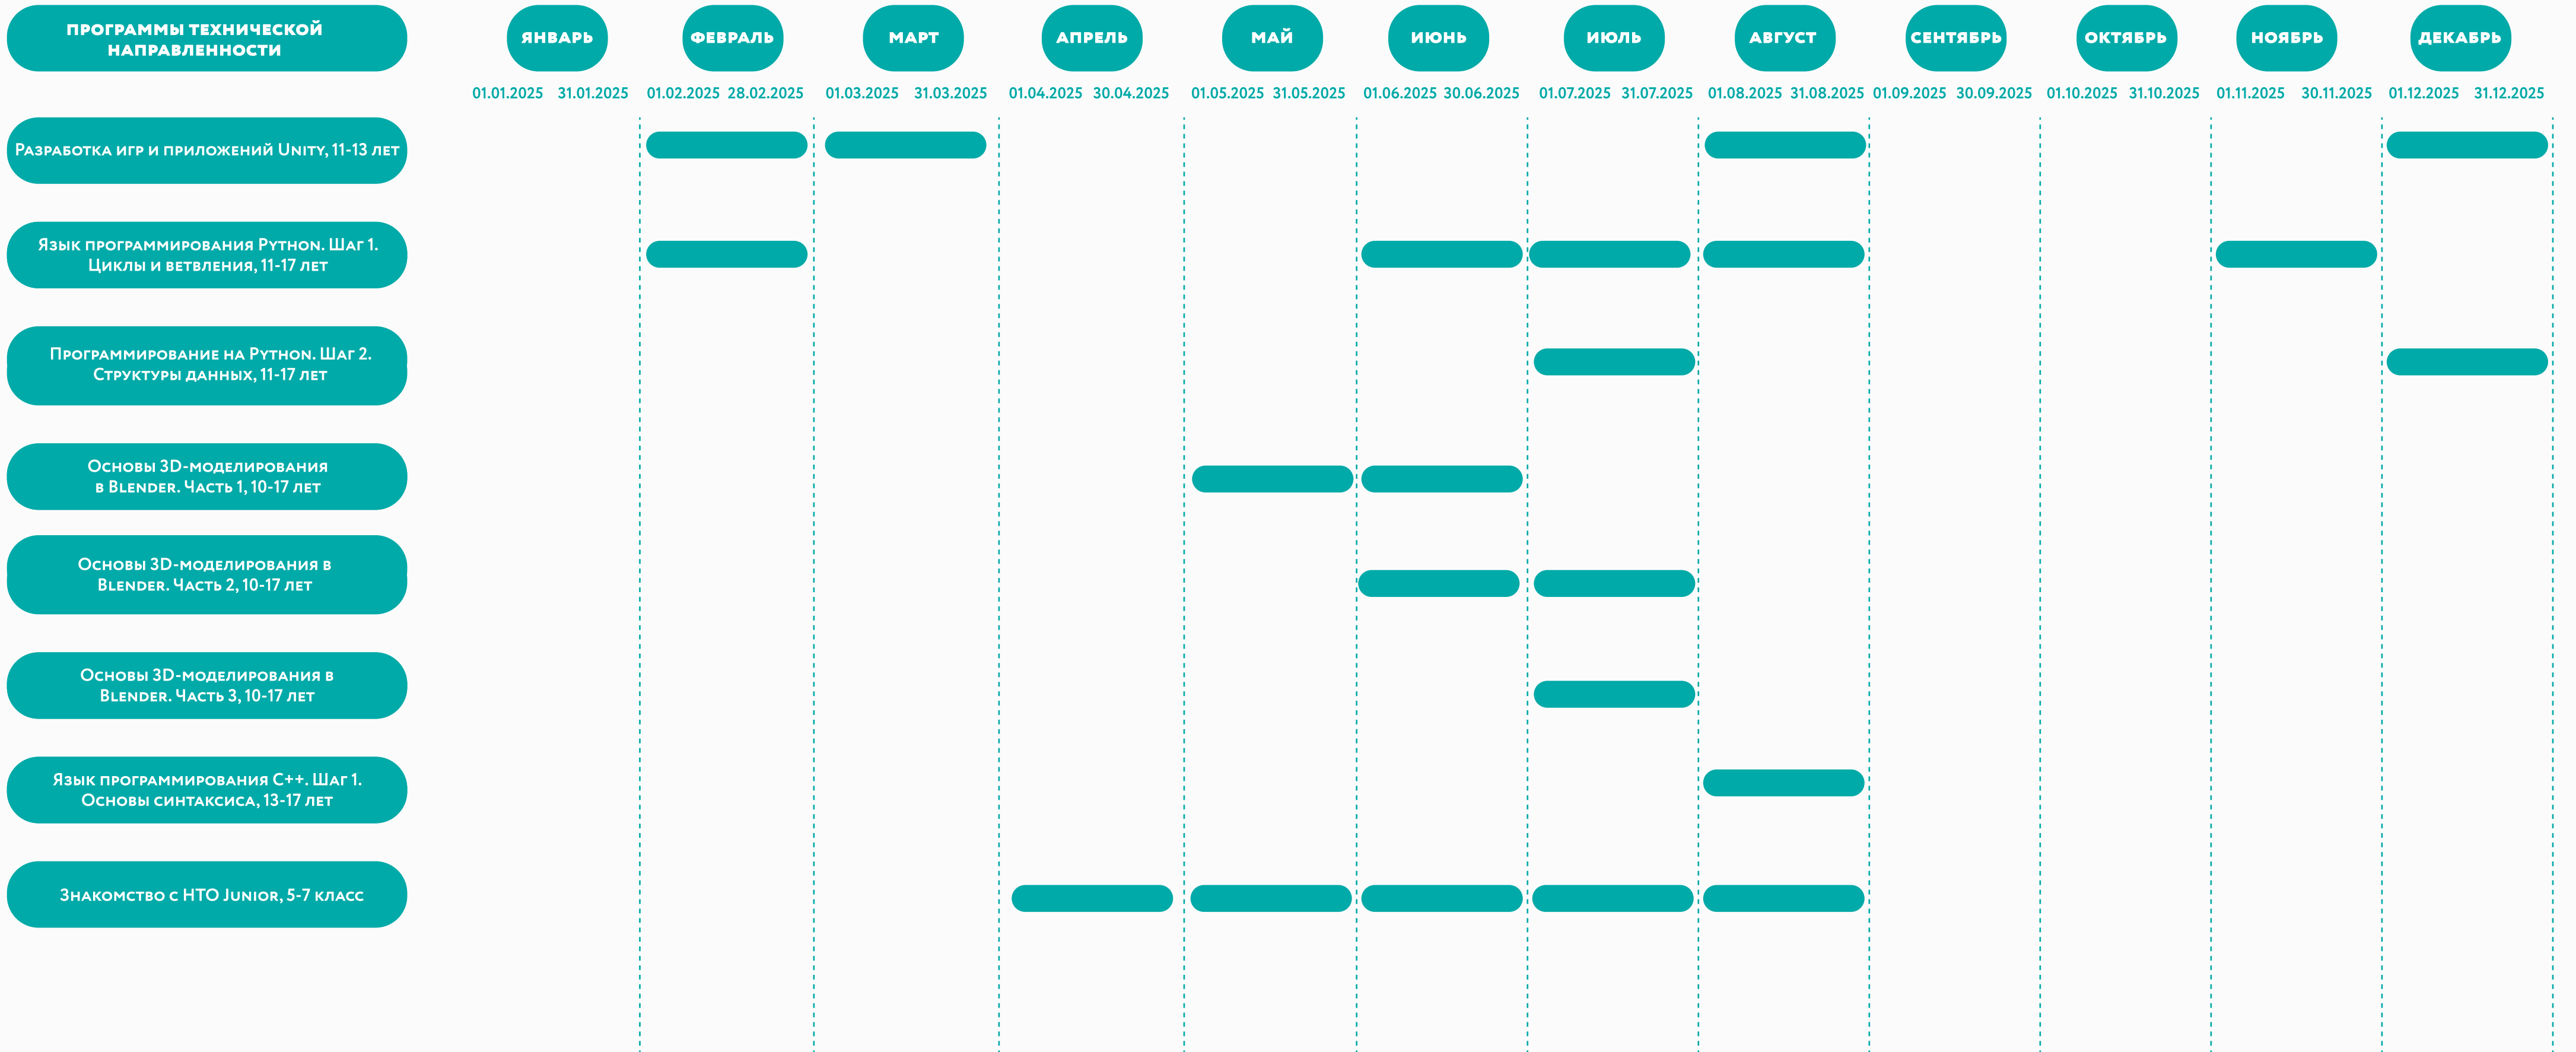 ПРОГРАММЫ ТЕХНИЧЕСКОЙ
НАПРАВЛЕННОСТИ
ЯНВАРЬ
ФЕВРАЛЬ
МАРТ
АПРЕЛЬ
МАЙ
ИЮНЬ
ИЮЛЬ
АВГУСТ
СЕНТЯБРЬ
ОКТЯБРЬ
НОЯБРЬ
ДЕКАБРЬ
01.01.2025 31.01.2025
01.02.2025 28.02.2025
01.03.2025 31.03.2025
01.04.2025 30.04.2025
01.05.2025 31.05.2025
01.06.2025 30.06.2025
01.07.2025 31.07.2025
01.08.2025 31.08.2025
01.09.2025 30.09.2025
01.10.2025 31.10.2025
01.11.2025 30.11.2025
01.12.2025 31.12.2025
Разработка игр и приложений Unity, 11-13 лет
Язык программирования Python. Шаг 1.
Циклы и ветвления, 11-17 лет
Программирование на Python. Шаг 2.
Структуры данных, 11-17 лет
Основы 3D-моделирования
в Blender. Часть 1, 10-17 лет
Основы 3D-моделирования в
Blender. Часть 2, 10-17 лет
Основы 3D-моделирования в
Blender. Часть 3, 10-17 лет
Язык программирования C++. Шаг 1.
Основы синтаксиса, 13-17 лет
Знакомство с НТО Junior, 5-7 класс